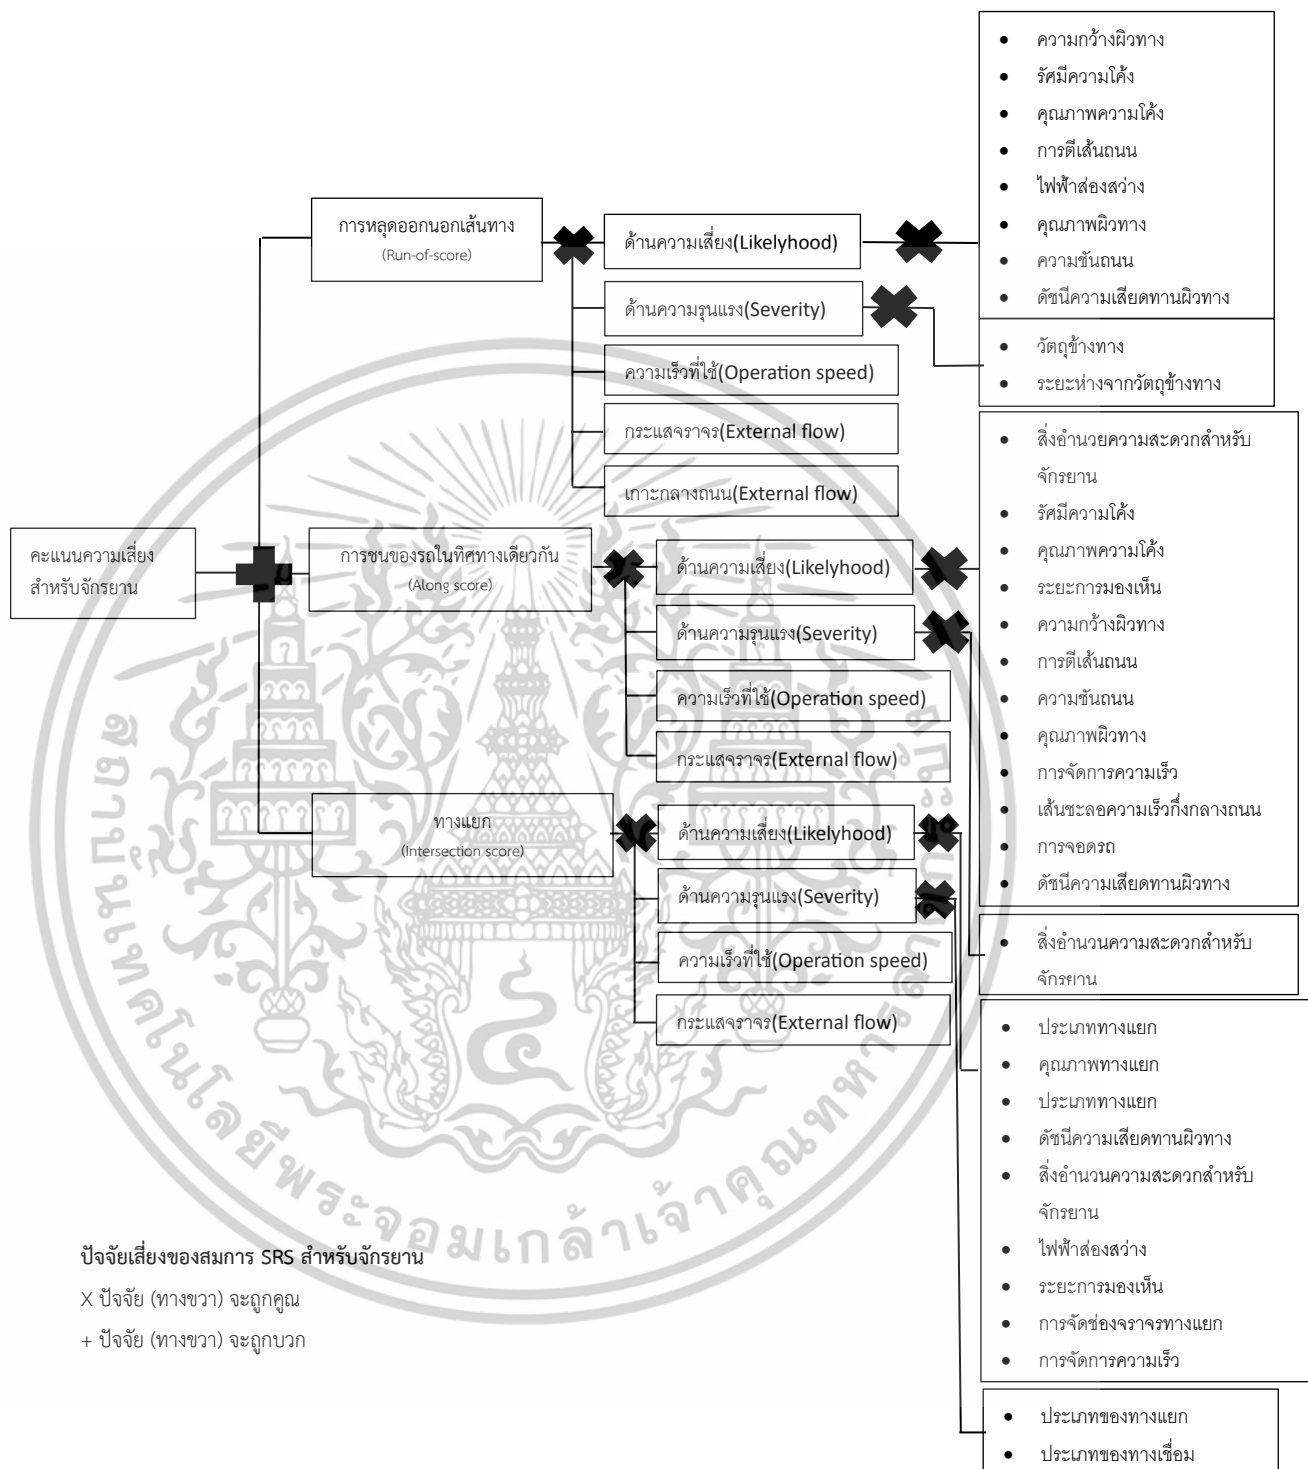 คะแนนความเสี่ยง
สำหรับจักรยาน
การหลุดออกนอกเส้นทาง
(Run-of-score)
ด้านความเสี่ยง(Likelyhood)
ด้านความรุนแรง(Severity)
ความเร็วที่ใช้(Operation speed)
กระแสจราจร(External flow)
เกาะกลางถนน(External flow)
• ความกว้างผิวทาง
• รัศมีความโค้ง
• คุณภาพความโค้ง
• การตีเส้นถนน
• ไฟฟ้าส่องสว่าง
• คุณภาพผิวทาง
• ความชันถนน
• ดัชนีความเสียดทานผิวทาง
• วัตถุข้างทาง
• ระยะห่างจากวัตถุข้างทาง
การชนของรถในทิศทางเดียวกัน
(Along score)
ด้านความเสี่ยง(Likelyhood)
ด้านความรุนแรง(Severity)
ความเร็วที่ใช้(Operation speed)
กระแสจราจร(External flow)
• สิ่งอำนวยความสะดวกสำหรับ
จักรยาน
• รัศมีความโค้ง
• คุณภาพความโค้ง
• ระยะการมองเห็น
• ความกว้างผิวทาง
• การตีเส้นถนน
• ความชันถนน
• คุณภาพผิวทาง
• การจัดการความเร็ว
• เส้นชะลอความเร็วกึ่งกลางถนน
• การจอดรถ
• ดัชนีความเสียดทานผิวทาง
• สิ่งอำนวนความสะดวกสำหรับ
จักรยาน
ทางแยก
(Intersection score)
ด้านความเสี่ยง(Likelyhood)
ด้านความรุนแรง(Severity)
ความเร็วที่ใช้(Operation speed)
กระแสจราจร(External flow)
• ประเภททางแยก
• คุณภาพทางแยก
• ประเภททางแยก
• ดัชนีความเสียดทานผิวทาง
• สิ่งอำนวนความสะดวกสำหรับ
จักรยาน
• ไฟฟ้าส่องสว่าง
• ระยะการมองเห็น
• การจัดช่องจราจรทางแยก
• การจัดการความเร็ว
• ประเภทของทางแยก
• ประเภทของทางเชื่อม
ปัจจัยเสี่ยงของสมการ SRS สำหรับจักรยาน
X ปัจจัย (ทางขวา) จะถูกคูณ
+ ปัจจัย (ทางขวา) จะถูกบวก
สถาบันเทคโนโลยีพระจอมเกล้าเจ้าคุณทหารลาดกระบัง